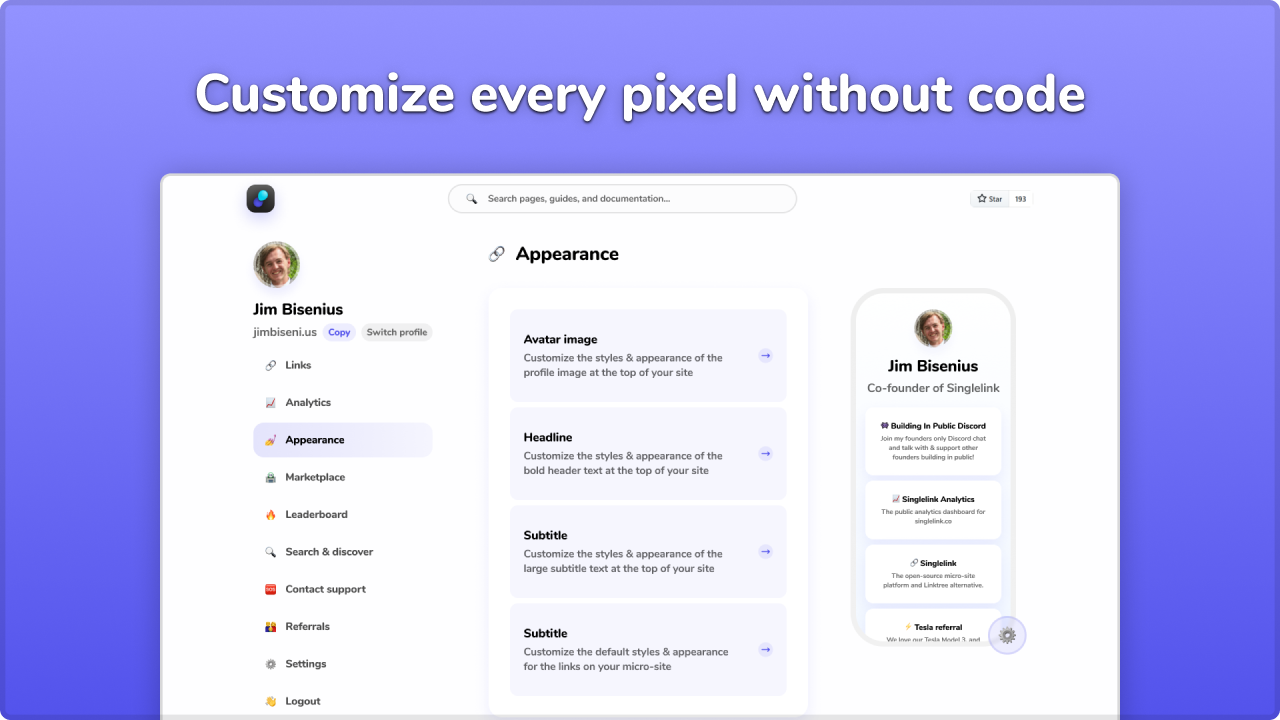 Customize every pixel without code
Search pages, guides, and documentation...
Star 193
Jim Bisenius
jimbiseni.us Copy Switch profile
Links
Analytics
Appearance
Marketplace
Leaderboard
Search & discover
Contact support
Referrals
Settings
Logout
Appearance
Avatar image
Customize the styles & appearance of the
profile image at the top of your site
Headline
Customize the styles & appearance of the
bold header text at the top of your site
Subtitle
Customize the styles & appearance of the
large subtitle text at the top of your site
Subtitle
Customize the default styles & appearance
for the links on your micro-site
Jim Bisenius
Co-founder of Singlelink
Building In Public Discord
Join my founders only Discord chat
and talk with & support other
founders building in public!
Singlelink Analytics
The public analytics dashboard for
singlelink.co
Singlelink
The open-source micro-site
platform and Linktree alternative.
Tesla referral
We love our Tesla Model 3, and